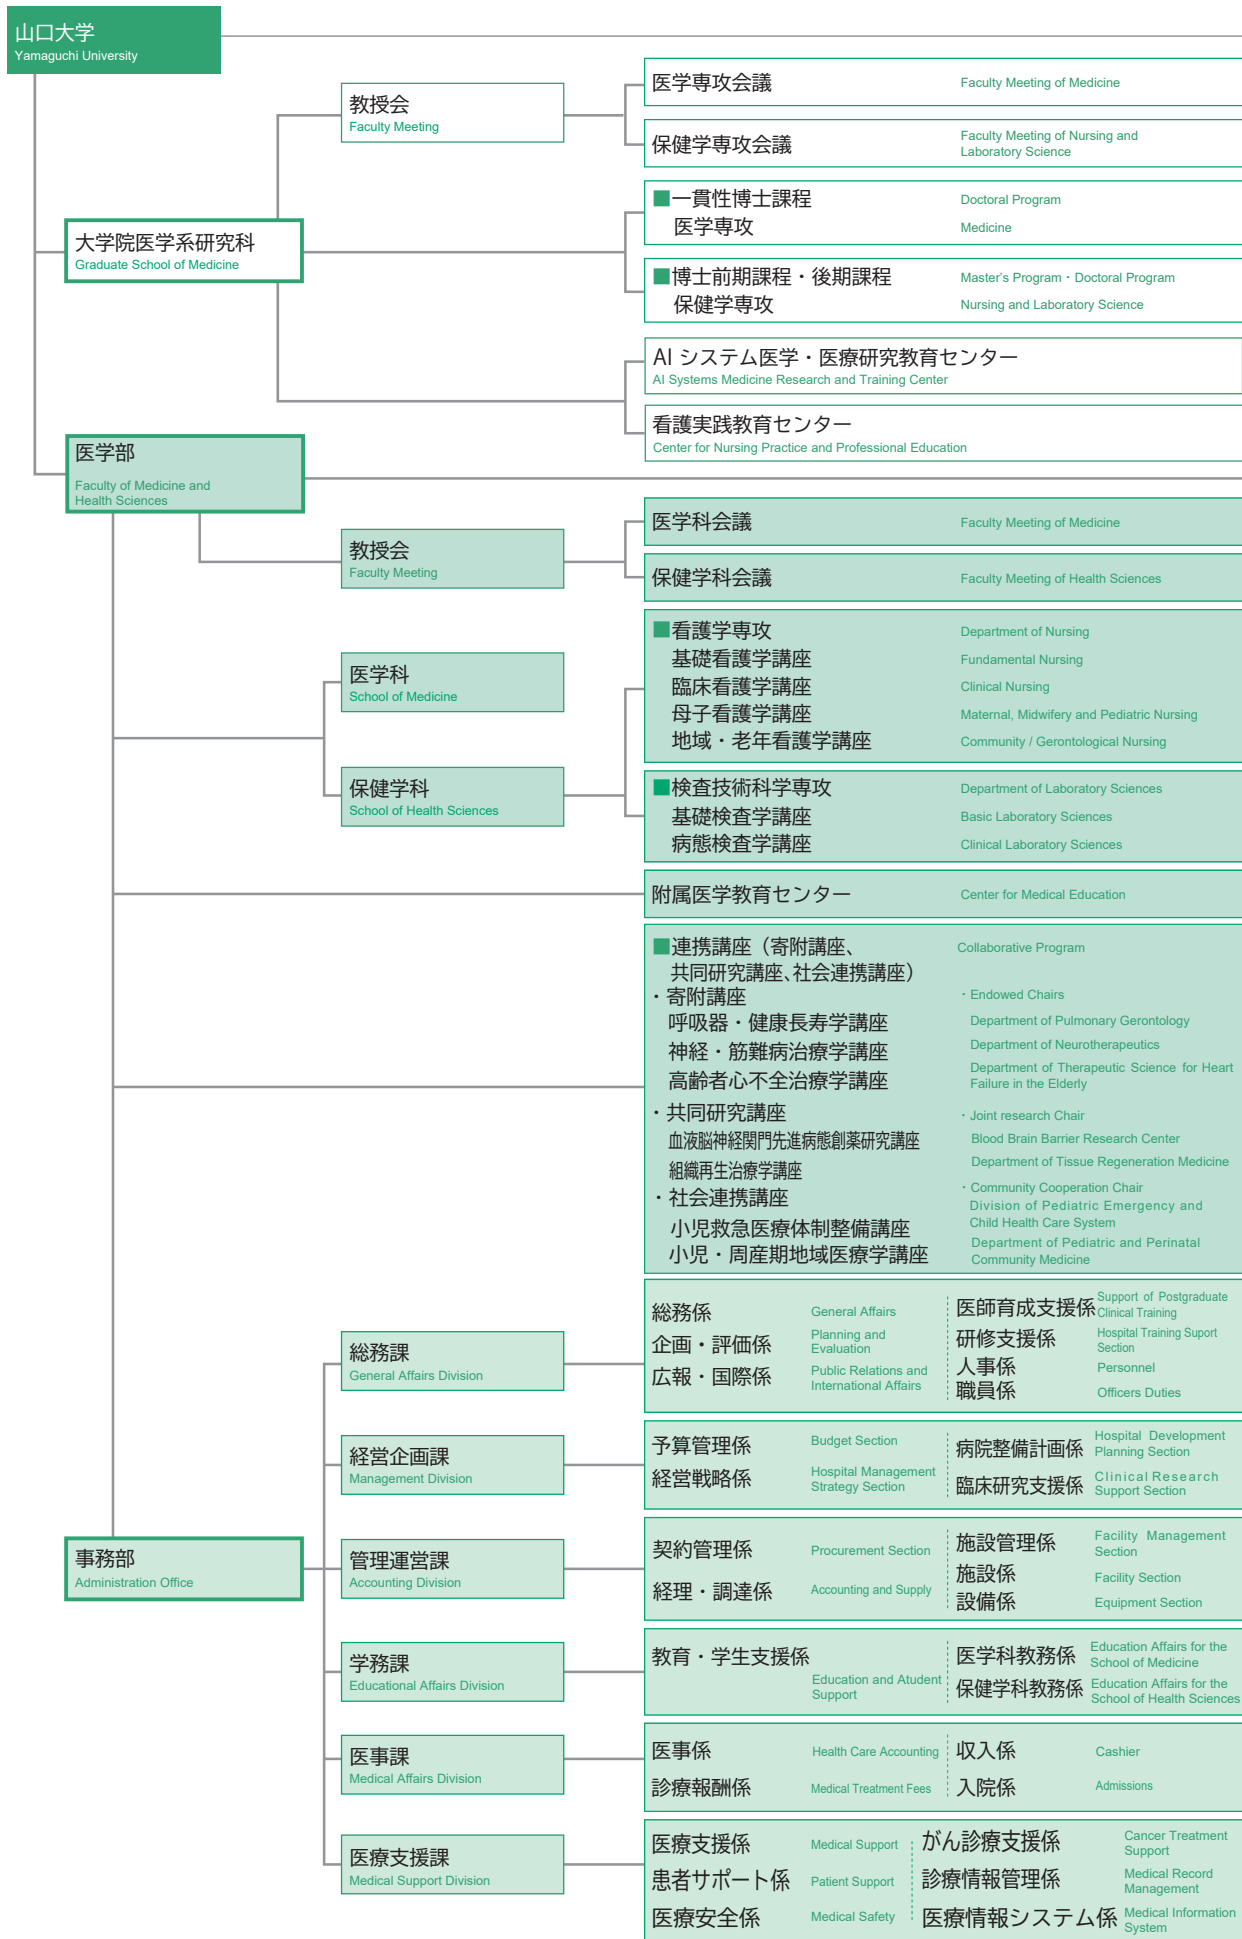 山口大学
Yamaguchi University
教授会
Faculty Meeting
医学専攻会議
Faculty Meeting of Medicine
保健学専攻会議
Faculty Meeting of Nursing and
Laboratory Science
大学院医学系研究科
Graduate School of Medicine
■一貫性博士課程
Doctoral Program
医学専攻
Medicine
■博士前期課程・後期課程
Master's Program・Doctoral Program
保健学専攻
Nursing and Laboratory Science
AI システム医学・医療研究教育センター
AI Systems Medicine Research and Training Center
看護実践教育センター
Center for Nursing Practice and Professional Education
医学部
Faculty of Medicine and
Health Sciences
教授会
Faculty Meeting
医学科会議
Faculty Meeting of Medicine
保健学科会議
Faculty Meeting of Health Sciences
医学科
School of Medicine
保健学科
School of Health Sciences
■看護学専攻
Department of Nursing
基礎看護学講座
Fundamental Nursing
臨床看護学講座
Clinical Nursing
母子看護学講座
Maternal, Midwifery and Pediatric Nursing
地域・老年看護学講座
Community / Gerontological Nursing
■検査技術科学専攻
Department of Laboratory Sciences
基礎検査学講座
Basic Laboratory Sciences
病態検査学講座
Clinical Laboratory Sciences
附属医学教育センター
Center for Medical Education
■連携講座（寄附講座、
共同研究講座、社会連携講座）
Collaborative Program
・寄附講座
・Endowed Chairs
呼吸器・健康長寿学講座
Department of Pulmonary Gerontology
神経・筋難病治療学講座
Department of Neurotherapeutics
高齢者心不全治療学講座
Department of Therapeutic Science for Heart
Failure in the Elderly
・共同研究講座
・Joint research Chair
血液脳神経関門先進病態創薬研究講座
Blood Brain Barrier Research Center
組織再生治療学講座
Department of Tissue Regeneration Medicine
・社会連携講座
・Community Cooperation Chair
小児救急医療体制整備講座
Division of Pediatric Emergency and
Child Health Care System
小児・周産期地域医療学講座
Department of Pediatric and Perinatal
Community Medicine
事務部
Administration Office
総務課
General Affairs Division
総務係
General Affairs
企画・評価係
Planning and
Evaluation
広報・国際係
Public Relations and
International Affairs
医師育成支援係
Support of Postgraduate
Clinical Training
研修支援係
Hospital Training Suport
Section
人事係
Personnel
職員係
Officers Duties
経営企画課
Management Division
予算管理係
Budget Section
経営戦略係
Hospital Management
Strategy Section
病院整備計画係
Hospital Development
Planning Section
臨床研究支援係
Clinical Research
Support Section
管理運営課
Accounting Division
契約管理係
Procurement Section
経理・調達係
Accounting and Supply
施設管理係
Facility Management
Section
施設係
Facility Section
設備係
Equipment Section
学務課
Educational Affairs Division
教育・学生支援係
Education and Atudent
Support
医学科教務係
Education Affairs for the
School of Medicine
保健学科教務係
Education Affairs for the
School of Health Sciences
医事課
Medical Affairs Division
医事係
Health Care Accounting
診療報酬係
Medical Treatment Fees
収入係
Cashier
入院係
Admissions
医療支援課
Medical Support Division
医療支援係
Medical Support
患者サポート係
Patient Support
医療安全係
Medical Safety
がん診療支援係
Cancer Treatment
Support
診療情報管理係
Medical Record
Management
医療情報システム係
Medical Information
System